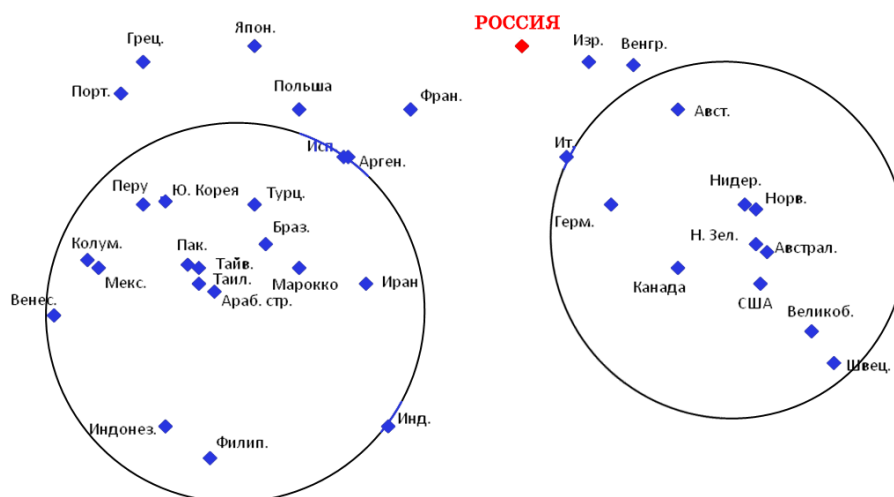 РОССИЯ
Япон.
Грец.
Изр.
Венгр.
Порт.
Польша
Фран.
Авст.
Исп
Арген.
Ит.
Перу
Ю. Корея
Турц.
Нидер.
Норв.
Герм.
Браз.
Колум.
Пак.
Тайв.
Н. Зел.
Австрал.
Мекс.
Таил.
Марокко
Иран
Канада
США
Араб. стр.
Венес.
Великоб.
Швец.
Индонез.
Филип.
Инд.